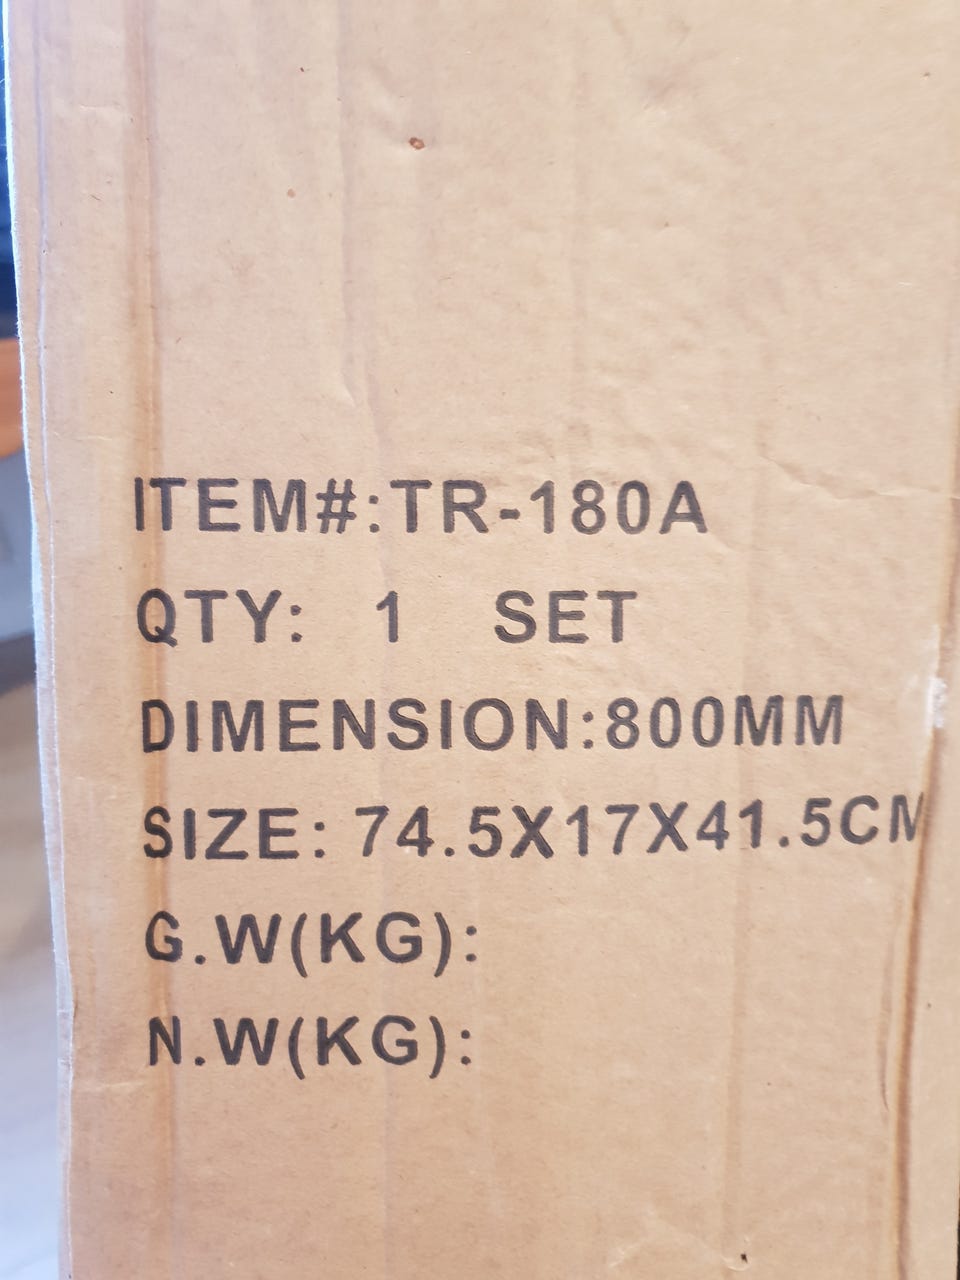 ITEM#:TR-180A
QTY: 1 SET
DIMENSION:800MM
SIZE: 74.5X17X41.5CM
G.W(KG):
N.W(KG):